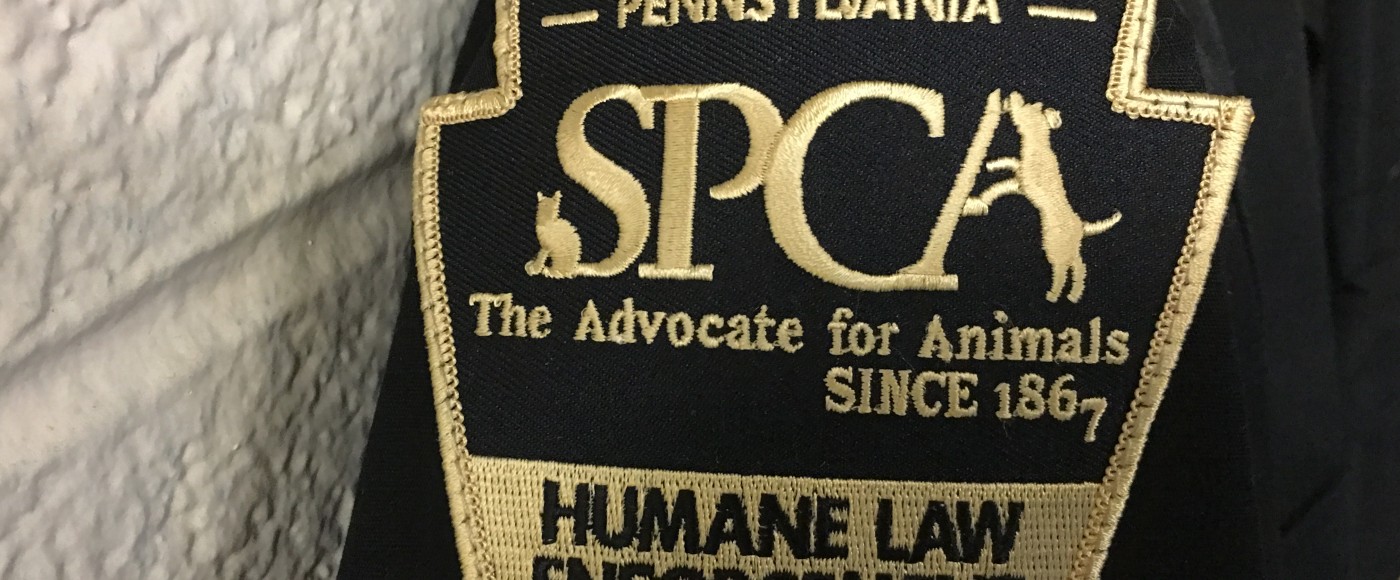 PENNSYLVANIA
SPCA
The Advocate for Animals
SINCE 1867
HUMANE LAW